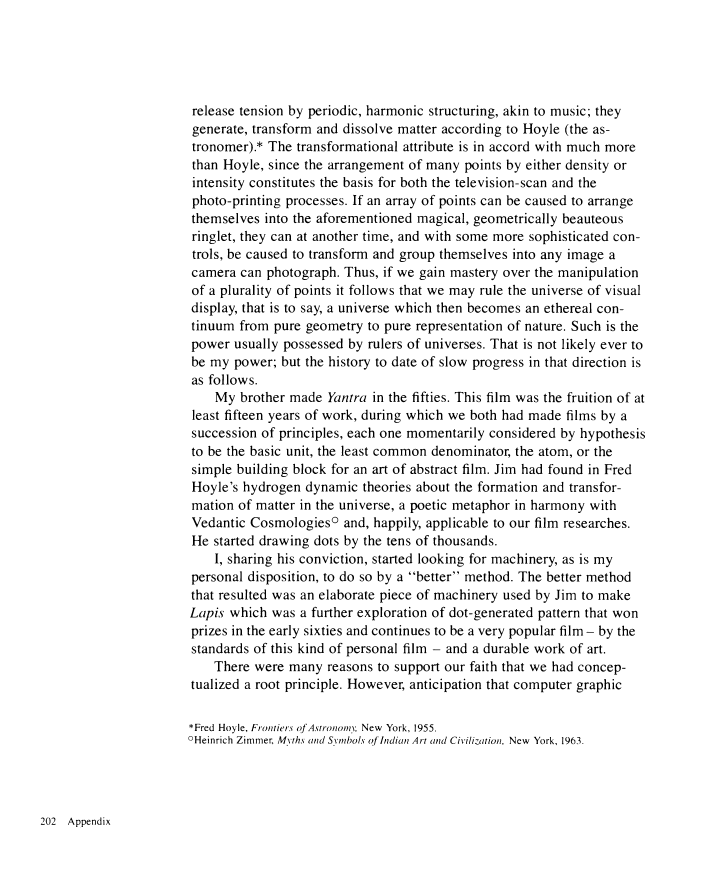 release tension by periodic, harmonic structuring, akin to music; they
generate, transform and dissolve matter according to Hoyle (the as-
tronomer).* The transformational attribute is in accord with much more
than Hoyle, since the arrangement of many points by either density or
intensity constitutes the basis for both the television-scan and the
photo-printing processes. If an array of points can be caused to arrange
themselves into the aforementioned magical, geometrically beauteous
ringlet, they can at another time, and with some more sophisticated con-
trols, be caused to transform and group themselves into any image a
camera can photograph. Thus, if we gain mastery over the manipulation
of a plurality of points it follows that we may rule the universe of visual
display, that is to say, a universe which then becomes an ethereal con-
tinuum from pure geometry to pure representation of nature. Such is the
power usually possessed by rulers of universes. That is not likely ever to
be my power; but the history to date of slow progress in that direction is
as follows.
My brother made Yantra in the fifties. This film was the fruition of at
least fifteen years of work, during which we both had made films by a
succession of principles, each one momentarily considered by hypothesis
to be the basic unit, the least common denominator, the atom, or the
simple building block for an art of abstract film. Jim had found in Fred
Hoyle's hydrogen dynamic theories about the formation and transfor-
mation of matter in the universe, a poetic metaphor in harmony with
Vedantic Cosmologies○ and, happily, applicable to our film researches.
He started drawing dots by the tens of thousands.
I, sharing his conviction, started looking for machinery, as is my
personal disposition, to do so by a "better" method. The better method
that resulted was an elaborate piece of machinery used by Jim to make
Lapis which was a further exploration of dot-generated pattern that won
prizes in the early sixties and continues to be a very popular film – by the
standards of this kind of personal film – and a durable work of art.
There were many reasons to support our faith that we had concep-
tualized a root principle. However, anticipation that computer graphic
*Fred Hoyle, Frontiers of Astronomy, New York, 1955.
○Heinrich Zimmer, Myths and Symbols of Indian Art and Civilization, New York, 1963.
202 Appendix